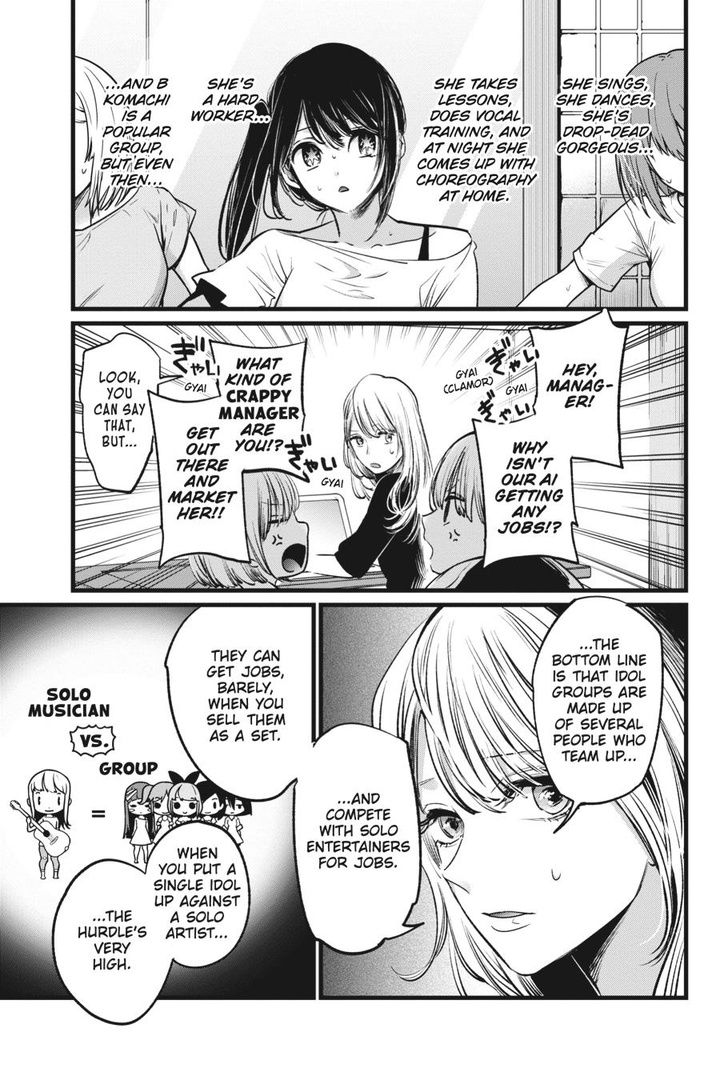 SHE SINGS,
SHE DANCES,
SHE'S
DROP-DEAD
GORGEOUS...
SHE TAKES
LESSONS,
DOES VOCAL
TRAINING, AND
AT NIGHT SHE
COMES UP WITH
CHOREOGRAPHY
AT HOME.
SHE'S
A HARD
WORKER...
...AND B
KOMACHI
IS A
POPULAR
GROUP,
BUT EVEN
THEN...
HEY,
MANAG-
ER!
WHY
ISN'T
OUR AI
GETTING
ANY
JOBS!?
ぎゃい
GYAI
(CLAMOR)
ぎゃい
GYAI
WHAT
KIND OF
CRAPPY
MANAGER
ARE
YOU!?
GET
OUT
THERE
AND
MARKET
HER!!
ぎゃい
GYAI
ぎゃい
GYAI
LOOK,
YOU
CAN SAY
THAT,
BUT...
...THE
BOTTOM LINE
IS THAT IDOL
GROUPS ARE
MADE UP
OF SEVERAL
PEOPLE WHO
TEAM UP...
...AND
COMPETE
WITH SOLO
ENTERTAINERS
FOR JOBS.
THEY CAN
GET JOBS,
BARELY,
WHEN YOU
SELL THEM
AS A SET.
SOLO
MUSICIAN
VS.
GROUP
=
WHEN
YOU PUT A
SINGLE IDOL
UP AGAINST
A SOLO
ARTIST...
...THE
HURDLE'S
VERY
HIGH.